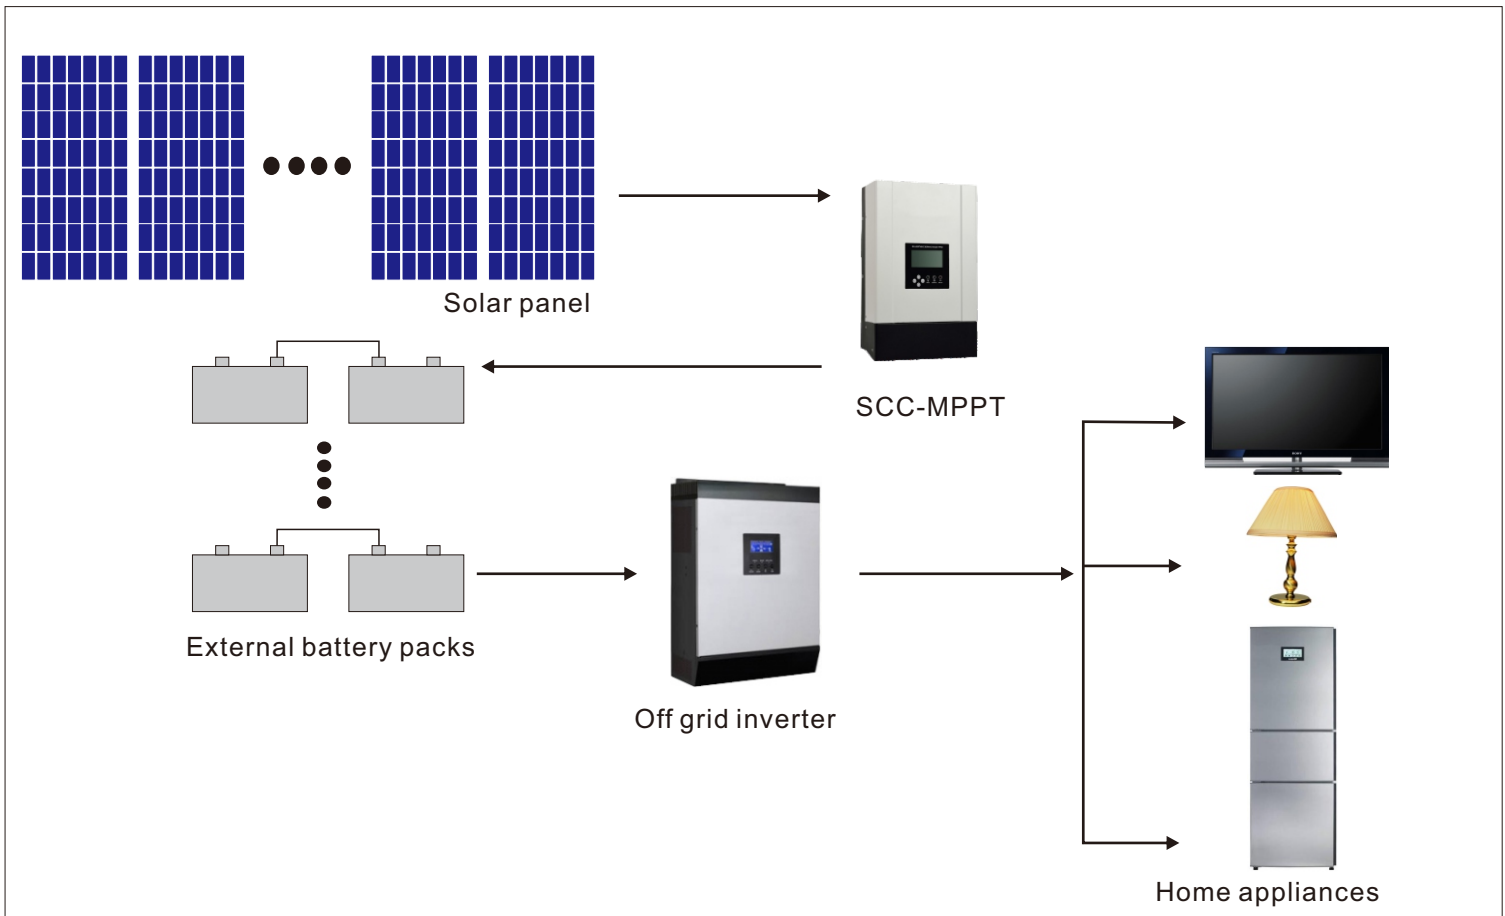 Solar panel
SCC-MPPT
External battery packs
Off grid inverter
Home appliances